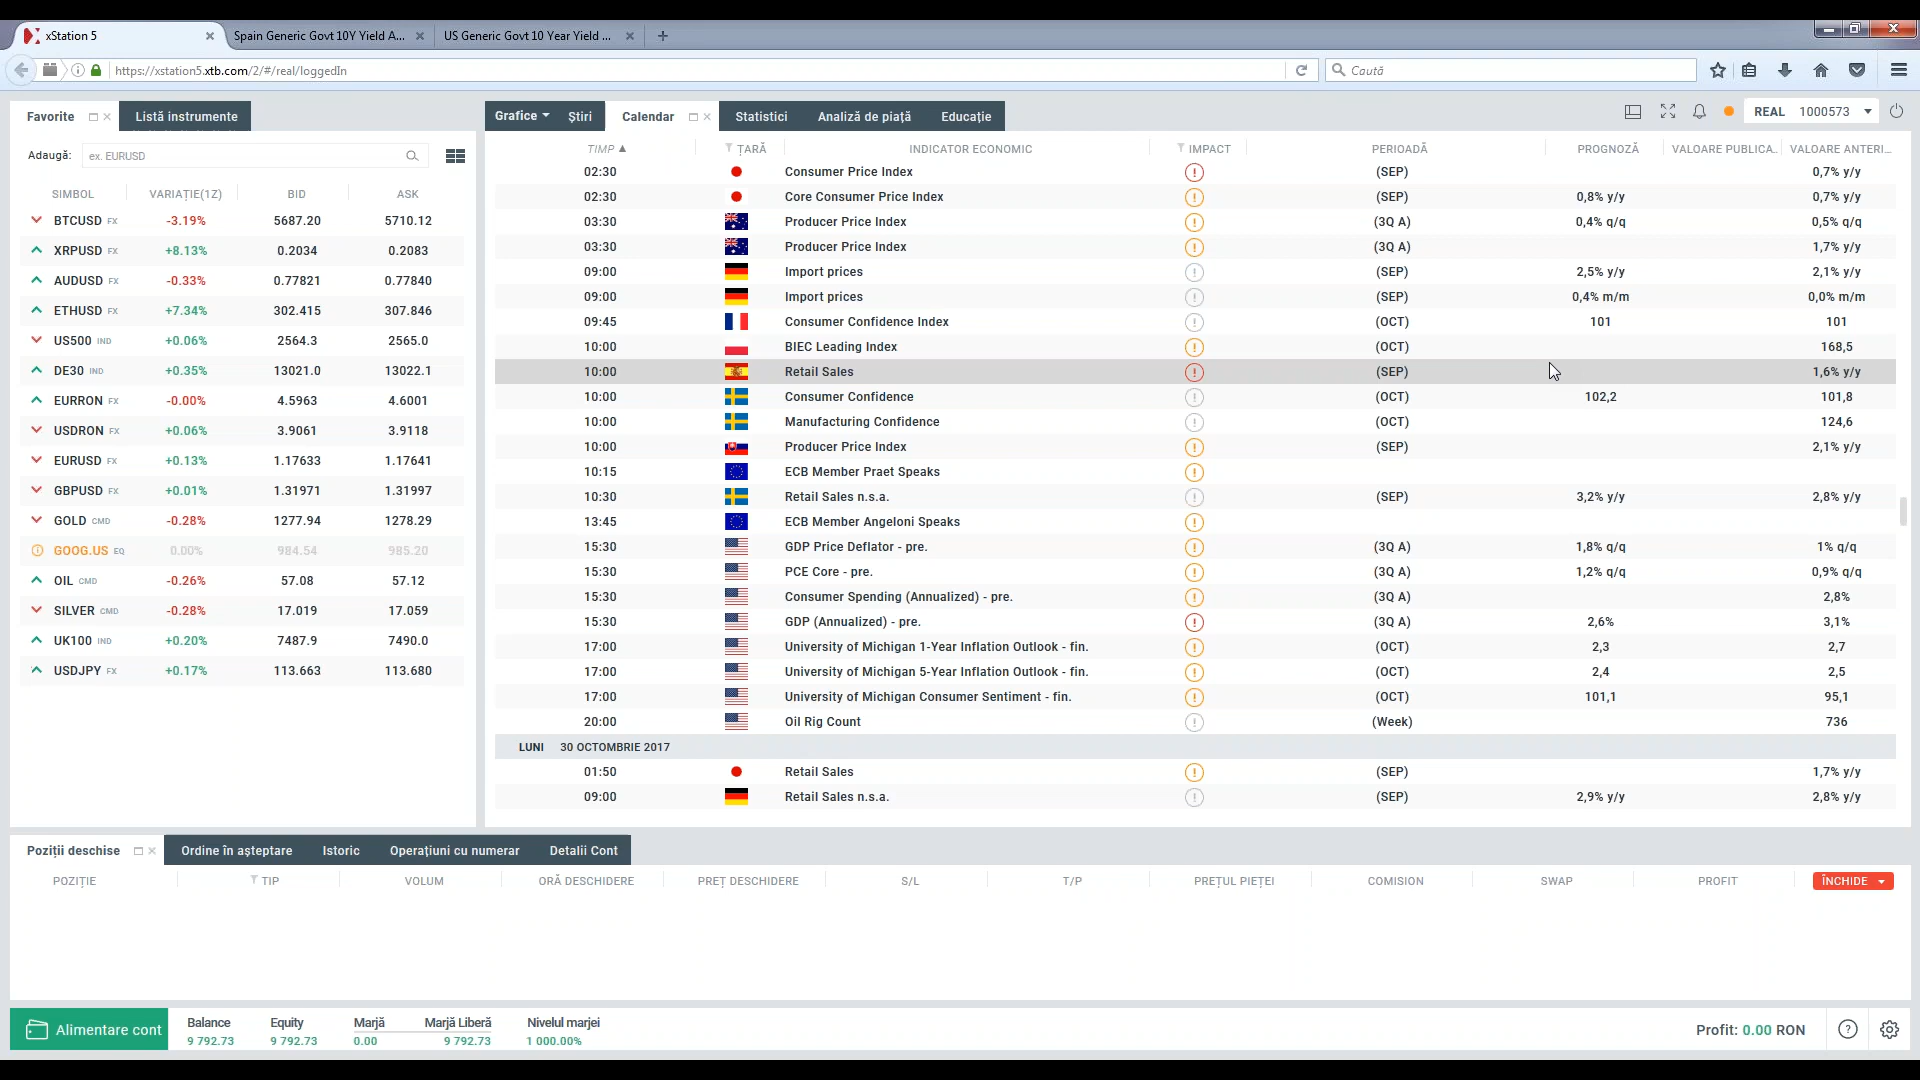 xStation 5
Spain Generic Govt 10Y Yield A...
US Generic Govt 10 Year Yield ...
https://xstation5.xtb.com/2/#/real/loggedIn
Caută
Favorite
Listă instrumente
Grafice
Știri
Calendar
Statistici
Analiză de piață
Educație
REAL 1000573
Adaugă:
ex. EURUSD
SIMBOL VARIAȚIE(1Z) BID ASK
BTCUSD FX -3.19% 5687.20 5710.12
XRPUSD FX +8.13% 0.2034 0.2083
AUDUSD FX -0.33% 0.77821 0.77840
ETHUSD FX +7.34% 302.415 307.846
US500 IND +0.06% 2564.3 2565.0
DE30 IND +0.35% 13021.0 13022.1
EURRON FX -0.00% 4.5963 4.6001
USDRON FX +0.06% 3.9061 3.9118
EURUSD FX +0.13% 1.17633 1.17641
GBPUSD FX +0.01% 1.31971 1.31997
GOLD CMD -0.28% 1277.94 1278.29
GOOG.US EQ 0.00% 984.54 985.20
OIL CMD -0.26% 57.08 57.12
SILVER CMD -0.28% 17.019 17.059
UK100 IND +0.20% 7487.9 7490.0
USDJPY FX +0.17% 113.663 113.680
TIMP ▲ ȚARĂ INDICATOR ECONOMIC IMPACT PERIOADĂ PROGNOZĂ VALOARE PUBLICA.. VALOARE ANTERI...
02:30 Consumer Price Index (SEP) 0,7% y/y
02:30 Core Consumer Price Index (SEP) 0,8% y/y 0,7% y/y
03:30 Producer Price Index (3Q A) 0,4% q/q 0,5% q/q
03:30 Producer Price Index (3Q A) 1,7% y/y
09:00 Import prices (SEP) 2,5% y/y 2,1% y/y
09:00 Import prices (SEP) 0,4% m/m 0,0% m/m
09:45 Consumer Confidence Index (OCT) 101 101
10:00 BIEC Leading Index (OCT) 168,5
10:00 Retail Sales (SEP) 1,6% y/y
10:00 Consumer Confidence (OCT) 102,2 101,8
10:00 Manufacturing Confidence (OCT) 124,6
10:00 Producer Price Index (SEP) 2,1% y/y
10:15 ECB Member Praet Speaks
10:30 Retail Sales n.s.a. (SEP) 3,2% y/y 2,8% y/y
13:45 ECB Member Angeloni Speaks
15:30 GDP Price Deflator - pre. (3Q A) 1,8% q/q 1% q/q
15:30 PCE Core - pre. (3Q A) 1,2% q/q 0,9% q/q
15:30 Consumer Spending (Annualized) - pre. (3Q A) 2,8%
15:30 GDP (Annualized) - pre. (3Q A) 2,6% 3,1%
17:00 University of Michigan 1-Year Inflation Outlook - fin. (OCT) 2,3 2,7
17:00 University of Michigan 5-Year Inflation Outlook - fin. (OCT) 2,4 2,5
17:00 University of Michigan Consumer Sentiment - fin. (OCT) 101,1 95,1
20:00 Oil Rig Count (Week) 736
LUNI 30 OCTOMBRIE 2017
01:50 Retail Sales (SEP) 1,7% y/y
09:00 Retail Sales n.s.a. (SEP) 2,9% y/y 2,8% y/y
Poziții deschise
Ordine în așteptare
Istoric
Operațiuni cu numerar
Detalii Cont
POZIȚIE TIP VOLUM ORĂ DESCHIDERE PREȚ DESCHIDERE S/L T/P PREȚUL PIEȚEI COMISION SWAP PROFIT ÎNCHIDE
Alimentare cont
Balance Equity Marjă Marjă Liberă Nivelul marjei
9 792.73 9 792.73 0.00 9 792.73 1 000.00%
Profit: 0.00 RON